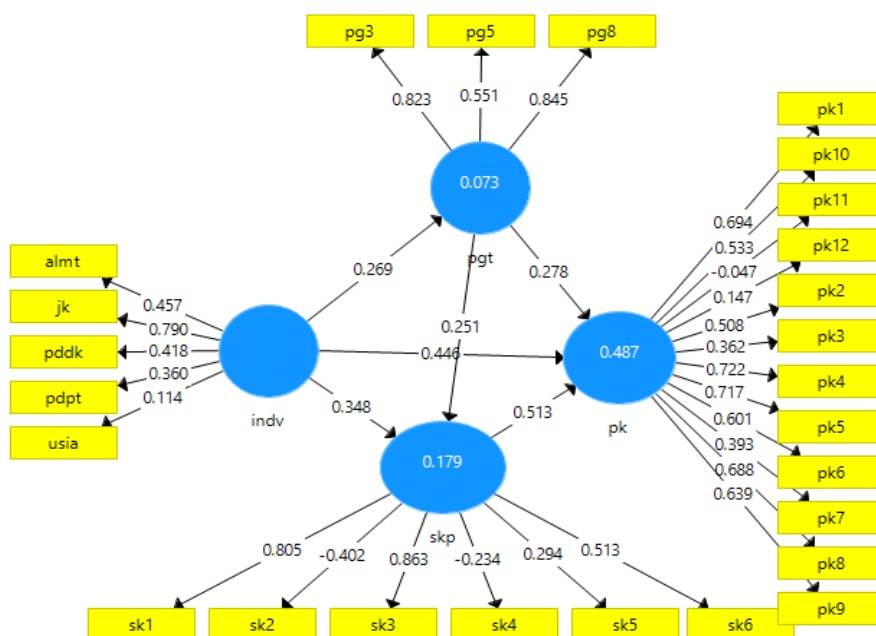 pg3
pg5
pg8
0.823
0.551
0.845
0.073
pgt
almt
jk
pddk
pdpt
usia
0.457
0.790
0.418
0.360
0.114
indv
0.269
0.251
0.278
0.446
0.348
0.513
0.487
pk
0.694
0.533
-0.047
0.147
0.508
0.362
0.722
0.717
0.601
0.393
0.688
0.639
pk1
pk10
pk11
pk12
pk2
pk3
pk4
pk5
pk6
pk7
pk8
pk9
0.179
skp
0.805
-0.402
0.863
-0.234
0.294
0.513
sk1
sk2
sk3
sk4
sk5
sk6